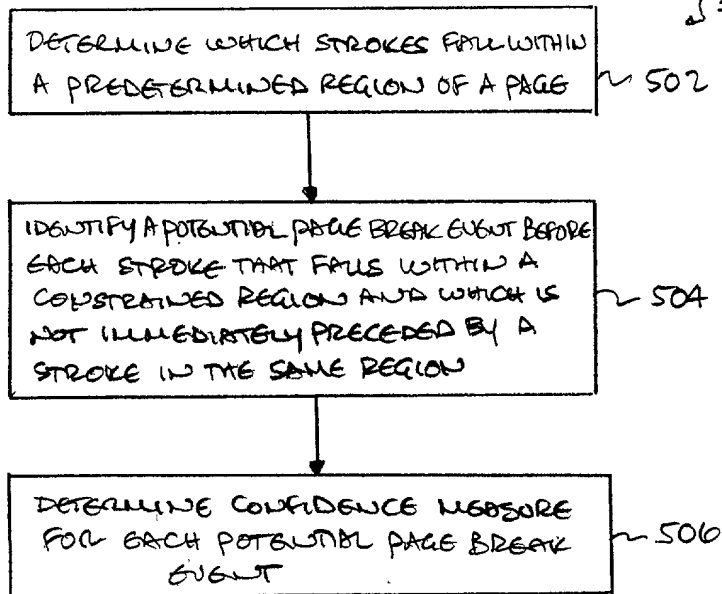 DETERMINE WHICH STROKES FALL WITHIN
A PREDETERMINED REGION OF A PAGE
502
IDENTIFY A POTENTIAL PAGE BREAK EVENT BEFORE
EACH STROKE THAT FALLS WITHIN A
CONSTRAINED REGION AND WHICH IS
NOT IMMEDIATELY PRECEDED BY A
STROKE IN THE SAME REGION
504
DETERMINE CONFIDENCE MEASURE
FOR EACH POTENTIAL PAGE BREAK
EVENT
506